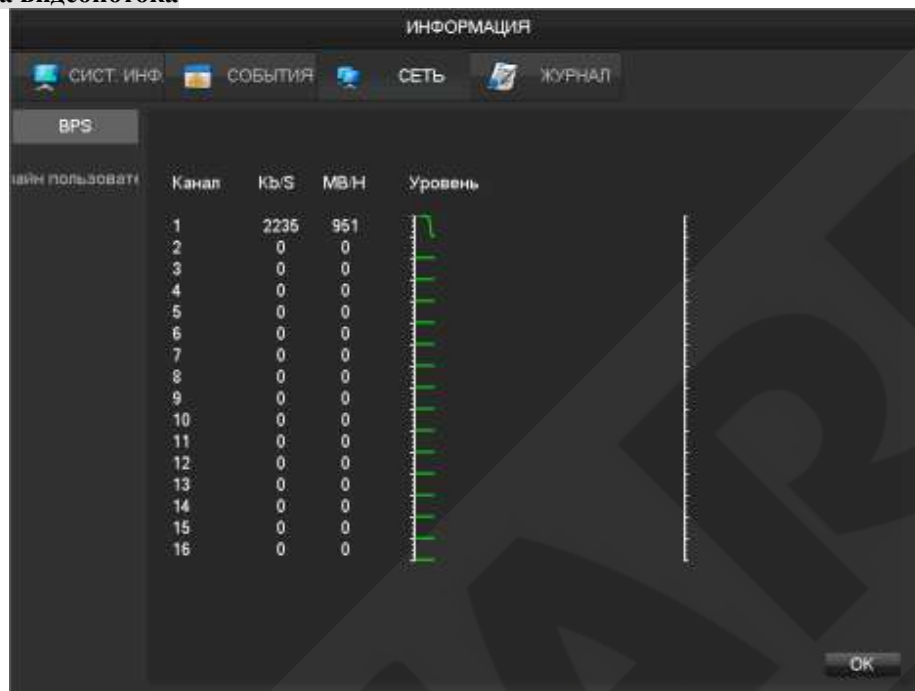 видеопотока
ИНФОРМАЦИЯ
СИСТ. ИНФ. СОБЫТИЯ СЕТЬ ЖУРНАЛ
BPS
Канал Kb/S MB/H Уровень
1 2235 951
2 0 0
3 0 0
4 0 0
5 0 0
6 0 0
7 0 0
8 0 0
9 0 0
10 0 0
11 0 0
12 0 0
13 0 0
14 0 0
15 0 0
16 0 0
OK